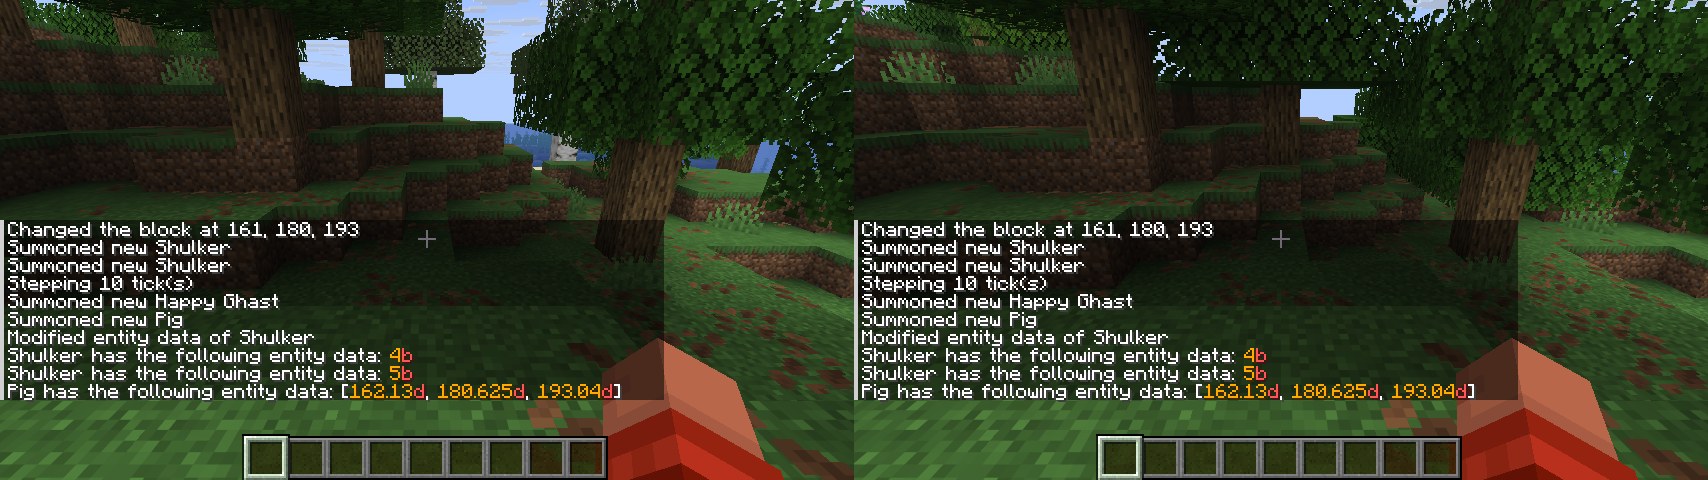 Changed the block at 161, 180, 193
Summoned new Shulker
Summoned new Shulker
Stepping 10 tick(s)
Summoned new Happy Ghast
Summoned new Pig
Modified entity data of Shulker
Shulker has the following entity data: 4b
Shulker has the following entity data: 5b
Pig has the following entity data: [162.13d, 180.625d, 193.04d]
Changed the block at 161, 180, 193
Summoned new Shulker
Summoned new Shulker
Stepping 10 tick(s)
Summoned new Happy Ghast
Summoned new Pig
Modified entity data of Shulker
Shulker has the following entity data: 4b
Shulker has the following entity data: 5b
Pig has the following entity data: [162.13d, 180.625d, 193.04d]